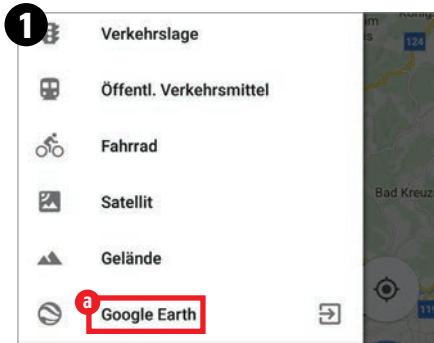 1
Verkehrslage
124
Öffentl. Verkehrsmittel
Fahrrad
Satellit
Bad Kreuz
Gelände
a
Google Earth